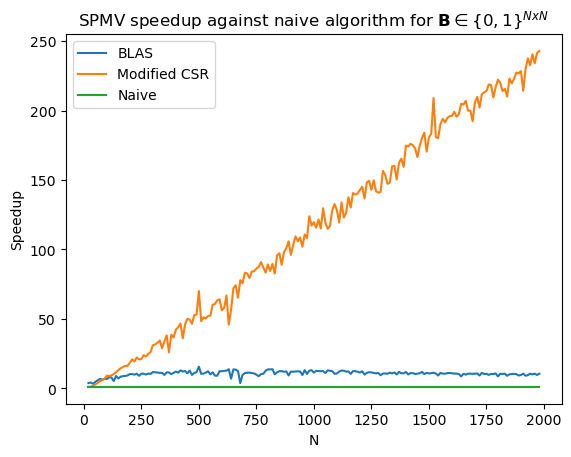 SPMV speedup against naive algorithm for B ∈ {0, 1}^{NxN}
250
200
150
100
50
0
Speedup
BLAS
Modified CSR
Naive
0 250 500 750 1000 1250 1500 1750 2000
N